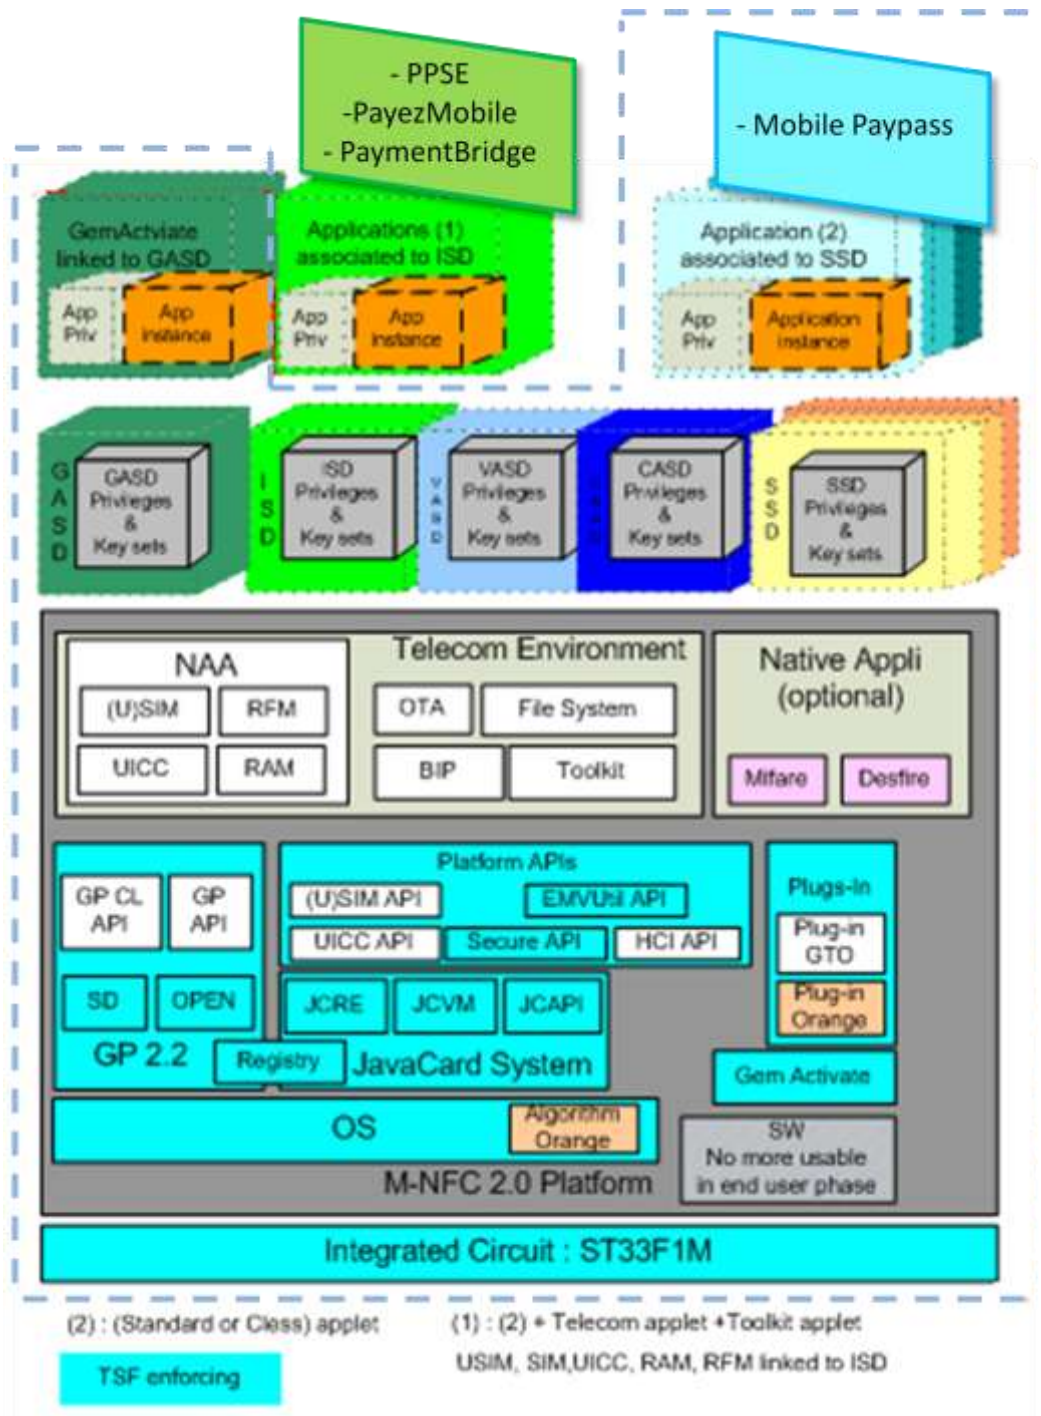 - PPSE
-PayezMobile
- PaymentBridge
- Mobile Paypass
GemActviate
linked to GASD
App
Priv
App
instance
Applications (1)
associated to ISD
App
Priv
App
instance
Application (2)
associated to SSD
App
Priv
Application
instance
GASD
GASD
Privileges
&
Key sets
ISD
ISD
Privileges
&
Key sets
VASD
VASD
Privileges
&
Key sets
CASD
Privileges
&
Key sets
SSD
SSD
Privileges
&
Key sets
NAA
(U)SIM
RFM
UICC
RAM
Telecom Environment
OTA
File System
BIP
Toolkit
Native Appli
(optional)
Mifare
Desfire
GP CL
API
GP
API
SD
OPEN
GP 2.2
Registry
Platform APIs
(U)SIM API
EMVUtil API
UICC API
Secure API
HCI API
JCRE
JCVM
JCAPI
JavaCard System
Plugs-In
Plug-in
GTO
Plug-in
Orange
Gem Activate
OS
Algorithm
Orange
SW
No more usable
in end user phase
M-NFC 2.0 Platform
Integrated Circuit : ST33F1M
(2) : (Standard or Cless) applet
(1) : (2) + Telecom applet +Toolkit applet
USIM, SIM,UICC, RAM, RFM linked to ISD
TSF enforcing